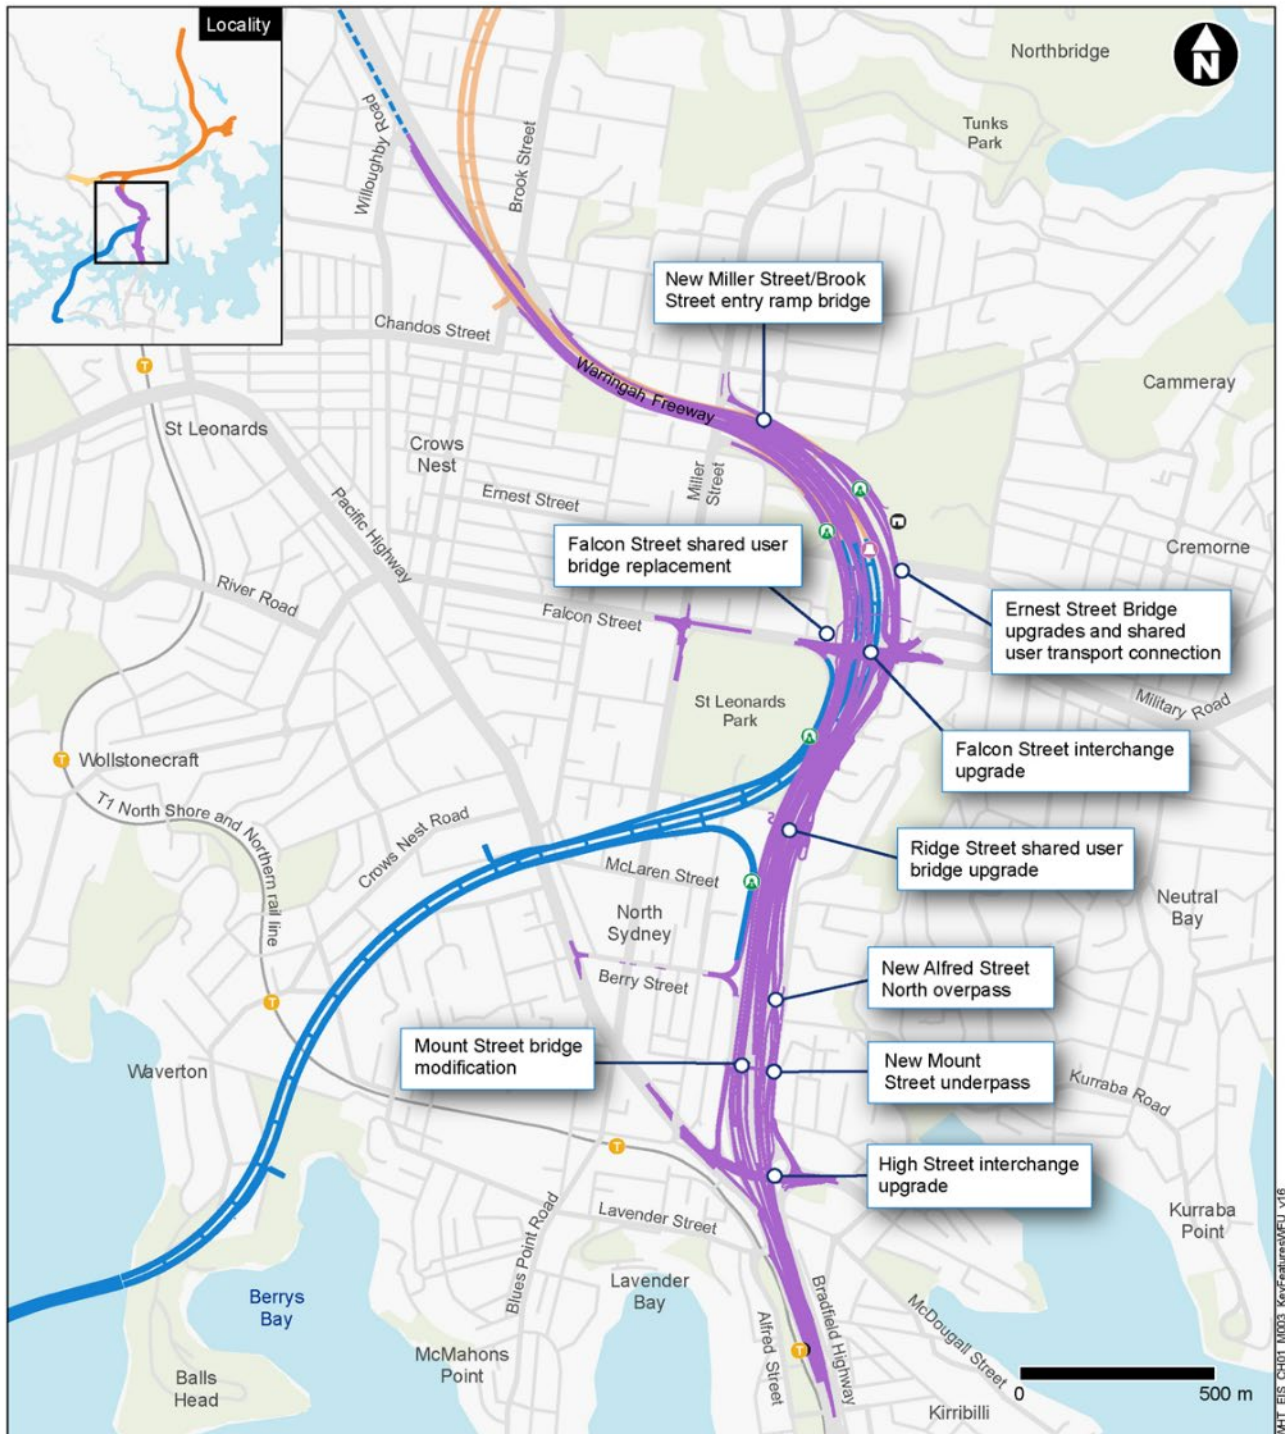 Locality
N
Northbridge
Tunks
Park
Willoughby Road
Brook Street
New Miller Street/Brook
Street entry ramp bridge
Chandos Street
Warringah Freeway
Cammeray
T
St Leonards
Crows
Nest
Miller
Street
Ernest Street
Pacific Highway
Falcon Street shared user
bridge replacement
Cremorne
River Road
Falcon Street
Ernest Street Bridge
upgrades and shared
user transport connection
Military Road
St Leonards
Park
Falcon Street interchange
upgrade
T
Wollstonecraft
T1 North Shore and Northern rail line
Crows Nest Road
Ridge Street shared user
bridge upgrade
McLaren Street
North
Sydney
Neutral
Bay
Berry Street
New Alfred Street
North overpass
T
Mount Street bridge
modification
New Mount
Street underpass
Waverton
Kurraba Road
T
High Street interchange
upgrade
Kurraba
Point
Blues Point Road
Lavender Street
Lavender
Bay
Berrys
Bay
Bradfield Highway
McDougall Street
Alfred Street
T
McMahons
Point
Balls
Head
Kirribilli
0
500 m
MHT_EIS_CH01_M003_KeyFeaturesWFU_v16